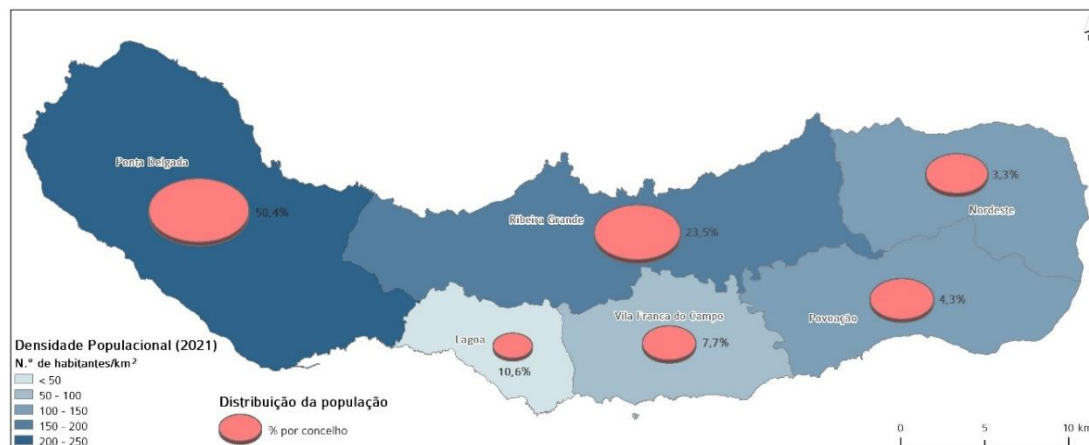 Ponta Delgada
50,4%
Ribeira Grande
23,5%
3,3%
Nordeste
4,3%
Povoação
Vila Franca do Campo
7,7%
Lagoa
10,6%
Densidade Populacional (2021)
N.° de habitantes/km²
< 50
50 - 100
100 - 150
150 - 200
200 - 250
Distribuição da população
% por concelho
0 5 10 km